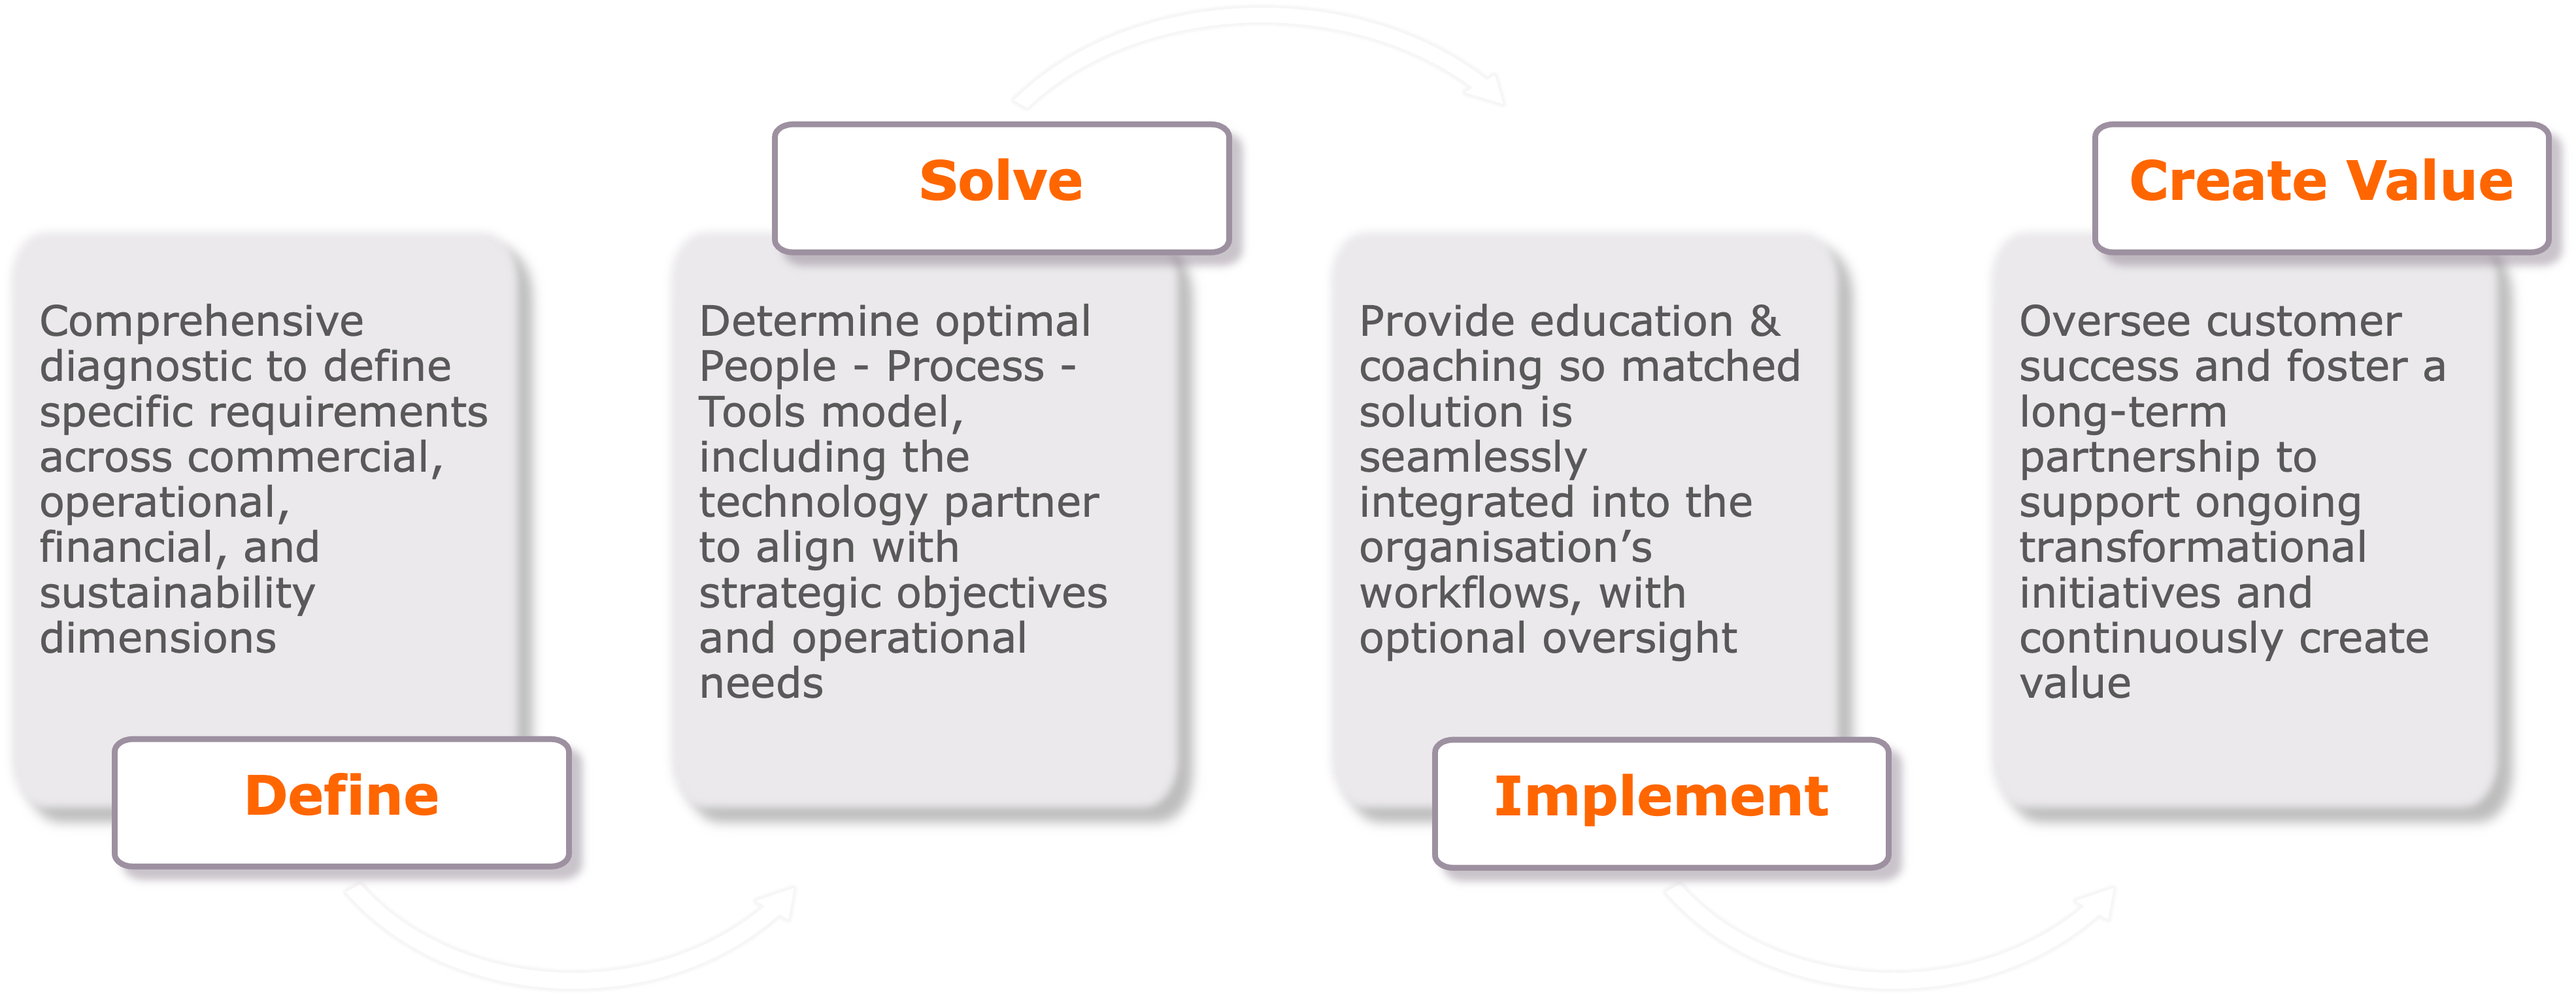 Comprehensive
diagnostic to define
specific requirements
across commercial,
operational,
financial, and
sustainability
dimensions
Define
Solve
Determine optimal
People - Process -
Tools model,
including the
technology partner
to align with
strategic objectives
and operational
needs
Provide education &
coaching so matched
solution is
seamlessly
integrated into the
organisation’s
workflows, with
optional oversight
Implement
Create Value
Oversee customer
success and foster a
long-term
partnership to
support ongoing
transformational
initiatives and
continuously create
value